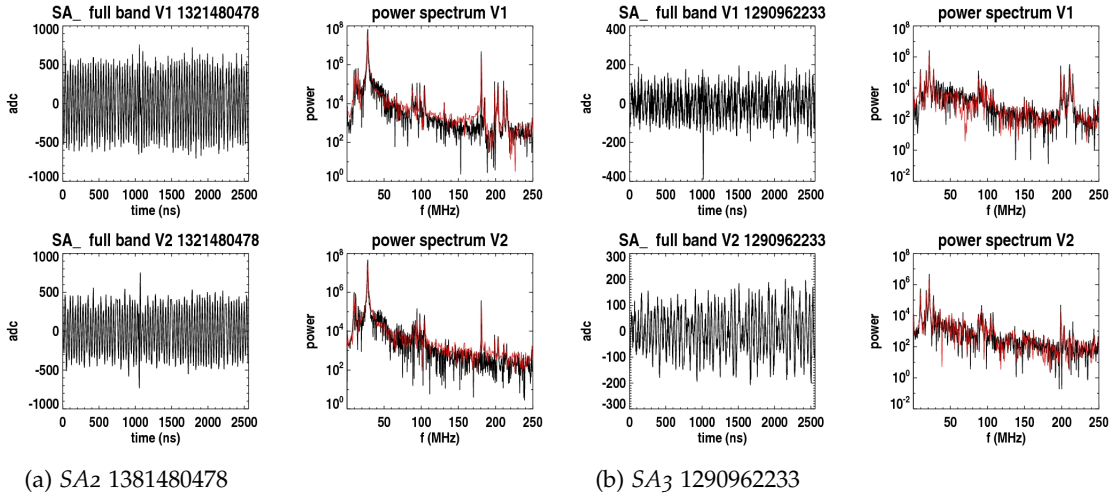 SA_ full band V1 1321480478
1000
500
0
-500
-1000
adc
0 500 1000 1500 2000 2500
time (ns)
power spectrum V1
10^8
10^6
10^4
10^2
10^0
power
50 100 150 200 250
f (MHz)
SA_ full band V1 1290962233
400
200
0
-200
-400
adc
0 500 1000 1500 2000 2500
time (ns)
power spectrum V1
10^8
10^6
10^4
10^2
10^0
10^-2
power
50 100 150 200 250
f (MHz)
SA_ full band V2 1321480478
1000
500
0
-500
-1000
adc
0 500 1000 1500 2000 2500
time (ns)
power spectrum V2
10^8
10^6
10^4
10^2
10^0
power
50 100 150 200 250
f (MHz)
SA_ full band V2 1290962233
300
200
100
0
-100
-200
-300
adc
0 500 1000 1500 2000 2500
time (ns)
power spectrum V2
10^8
10^6
10^4
10^2
10^0
10^-2
power
50 100 150 200 250
f (MHz)
(a) SA2 1381480478
(b) SA3 1290962233